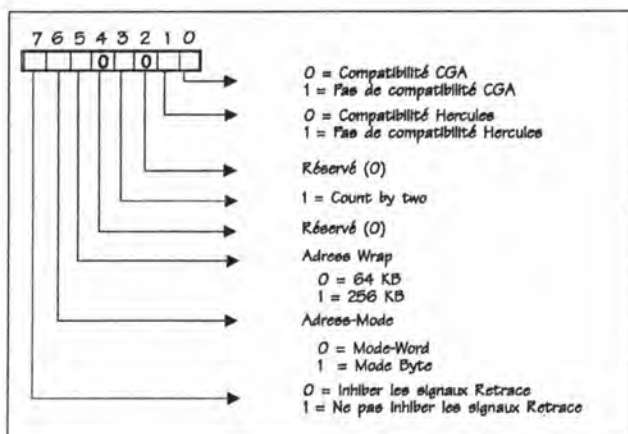 7 6 5 4 3 2 1 0
0 0
0 = Compatibilité CGA
1 = Pas de compatibilité CGA
0 = Compatibilité Hercules
1 = Pas de compatibilité Hercules
Réservé (0)
1 = Count by two
Réservé (0)
Adress Wrap
0 = 64 KB
1 = 256 KB
Adress-Mode
0 = Mode-Word
1 = Mode Byte
0 = Inhiber les signaux Retrace
1 = Ne pas inhiber les signaux Retrace